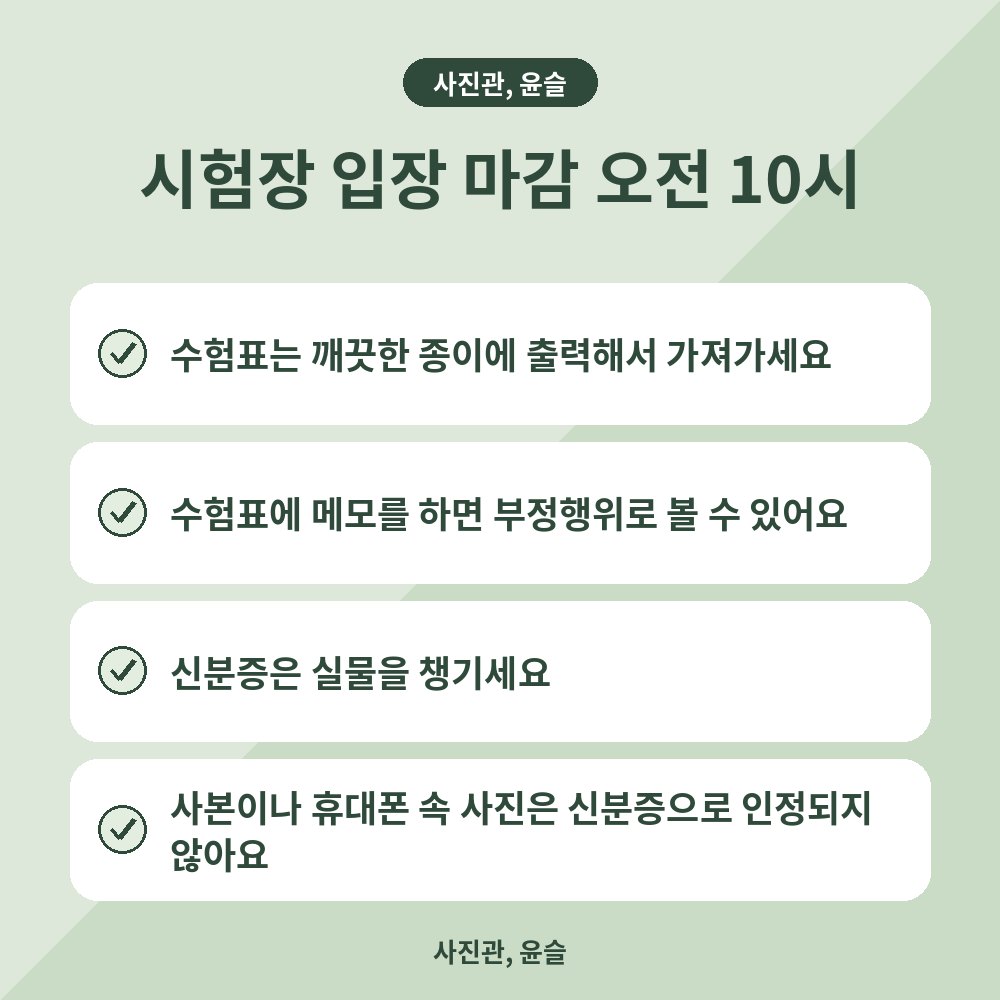 사진관, 윤슬
시험장 입장 마감 오전 10시
수험표는 깨끗한 종이에 출력해서 가져가세요
수험표에 메모를 하면 부정행위로 볼 수 있어요
신분증은 실물을 챙기세요
사본이나 휴대폰 속 사진은 신분증으로 인정되지
않아요
사진관, 윤슬